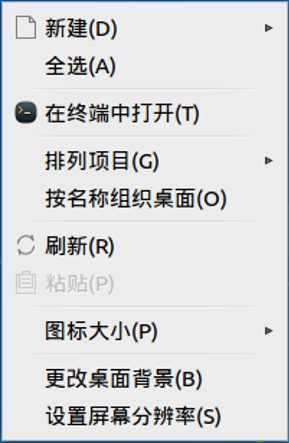 新建(D)
全选(A)
在终端中打开(T)
排列项目(G)
按名称组织桌面(O)
刷新(R)
粘贴(P)
图标大小(P)
更改桌面背景(B)
设置屏幕分辨率(S)